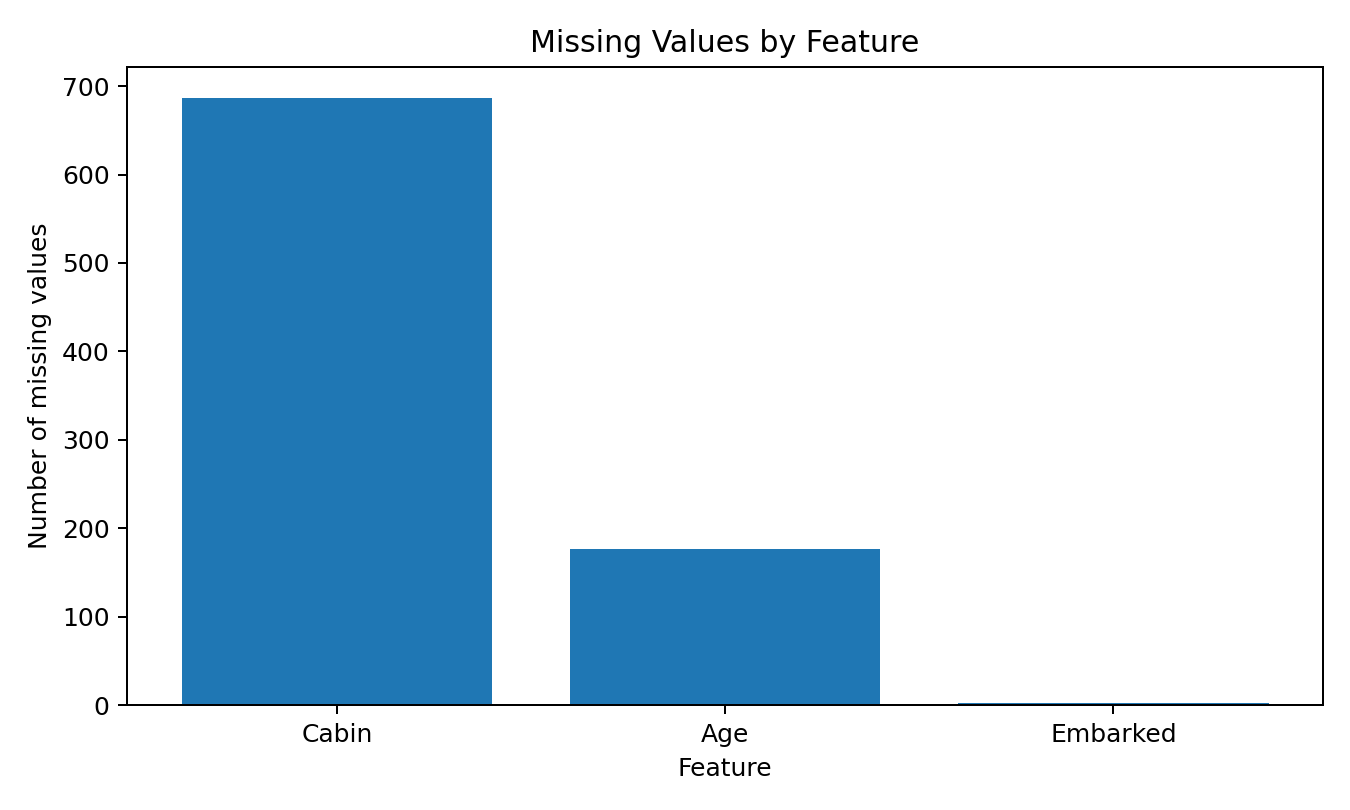 Missing Values by Feature
Number of missing values
700
600
500
400
300
200
100
0
Cabin
Age
Embarked
Feature